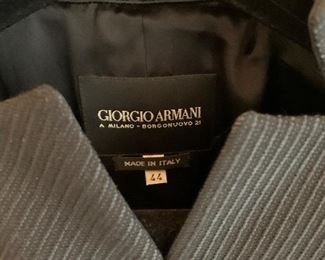 GIORGIO ARMANI
A MILANO - BORGONUOVO 21
MADE IN ITALY
44